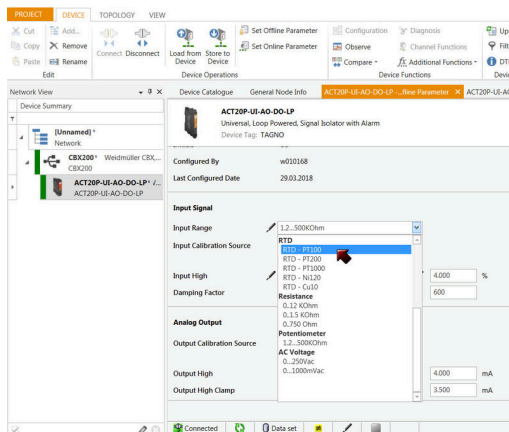 PROJECT DEVICE TOPOLOGY VIEW
Cut Add... Set Offline Parameter Configuration Diagnosis Up
Copy Remove Connect Disconnect Load from Device Store to Device Set Online Parameter Observe Channel Functions Filt
Paste Rename Compare Additional Functions DTI
Edit Device Operations Device Functions Devi
Network View Device Catalogue General Node Info ACT20P-UI-AO-DO-LP -...fline Parameter ACT20P-UI-AO
Device Summary
ACT20P-UI-AO-DO-LP
Universal, Loop Powered, Signal Isolator with Alarm
Device Tag: TAGNO
[Unnamed] *
Network
CBX200* Weidmüller CBX,...
CBX200
ACT20P-UI-AO-DO-LP* /...
ACT20P-UI-AO-DO-LP
Configured By w010168
Last Configured Date 29.03.2018
Input Signal
Input Range 1.2...500KOhm
Input Calibration Source
RTD
RTD - PT100
RTD - PT200
RTD - PT1000
RTD - Ni120
RTD - Cu10
Resistance
0..12 KOhm
0..1.5 KOhm
0..750 Ohm
Potentiometer
1.2...500KOhm
AC Voltage
0...250Vac
0...1000mVac
Input High 4.000 %
Damping Factor 600
Analog Output
Output Calibration Source
Output High 4.000 mA
Output High Clamp 3.500 mA
Connected Data set